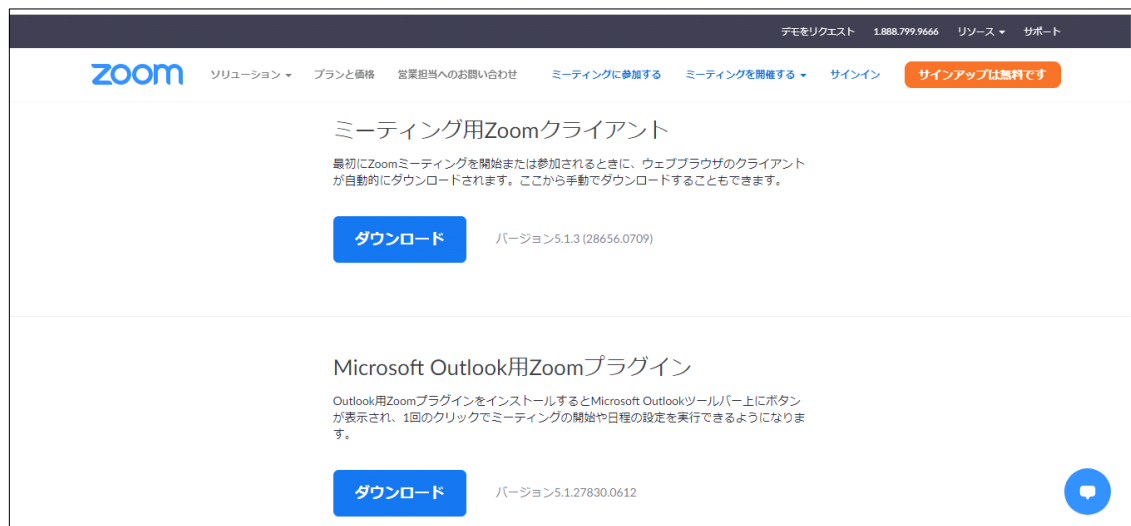 デモをリクエスト 1.888.799.9666 リソース サポート
zoom ソリューション プランと価格 営業担当へのお問い合わせ ミーティングに参加する ミーティングを開催する サインイン サインアップは無料です
ミーティング用Zoomクライアント
最初にZoomミーティングを開始または参加されるときに、ウェブブラウザのクライアント
が自動的にダウンロードされます。ここから手動でダウンロードすることもできます。
ダウンロード バージョン5.1.3 (28656.0709)
Microsoft Outlook用Zoomプラグイン
Outlook用ZoomプラグインをインストールするとMicrosoft Outlookツールバー上にボタン
が表示され、1回のクリックでミーティングの開始や日程の設定を実行できるようになりま
す。
ダウンロード バージョン5.1.27830.0612